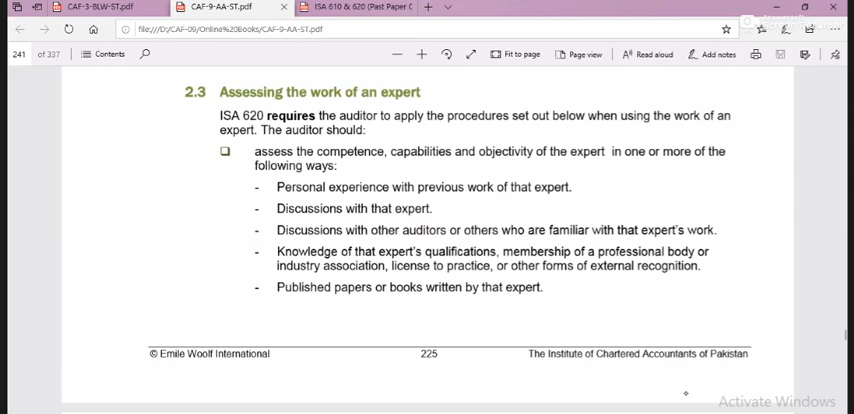 CAF-3-BLW-ST.pdf
CAF-9-AA-ST.pdf
ISA 610 & 620 (Past Paper C
file:///D:/CAF-09/Online%20Books/CAF-9-AA-ST.pdf
241 of 337
Contents
Fit to page
Page view
Read aloud
Add notes
2.3 Assessing the work of an expert
ISA 620 requires the auditor to apply the procedures set out below when using the work of an
expert. The auditor should:
assess the competence, capabilities and objectivity of the expert in one or more of the
following ways:
- Personal experience with previous work of that expert.
- Discussions with that expert.
- Discussions with other auditors or others who are familiar with that expert's work.
- Knowledge of that expert's qualifications, membership of a professional body or
industry association, license to practice, or other forms of external recognition.
- Published papers or books written by that expert.
© Emile Woolf International 225 The Institute of Chartered Accountants of Pakistan
Activate Windows